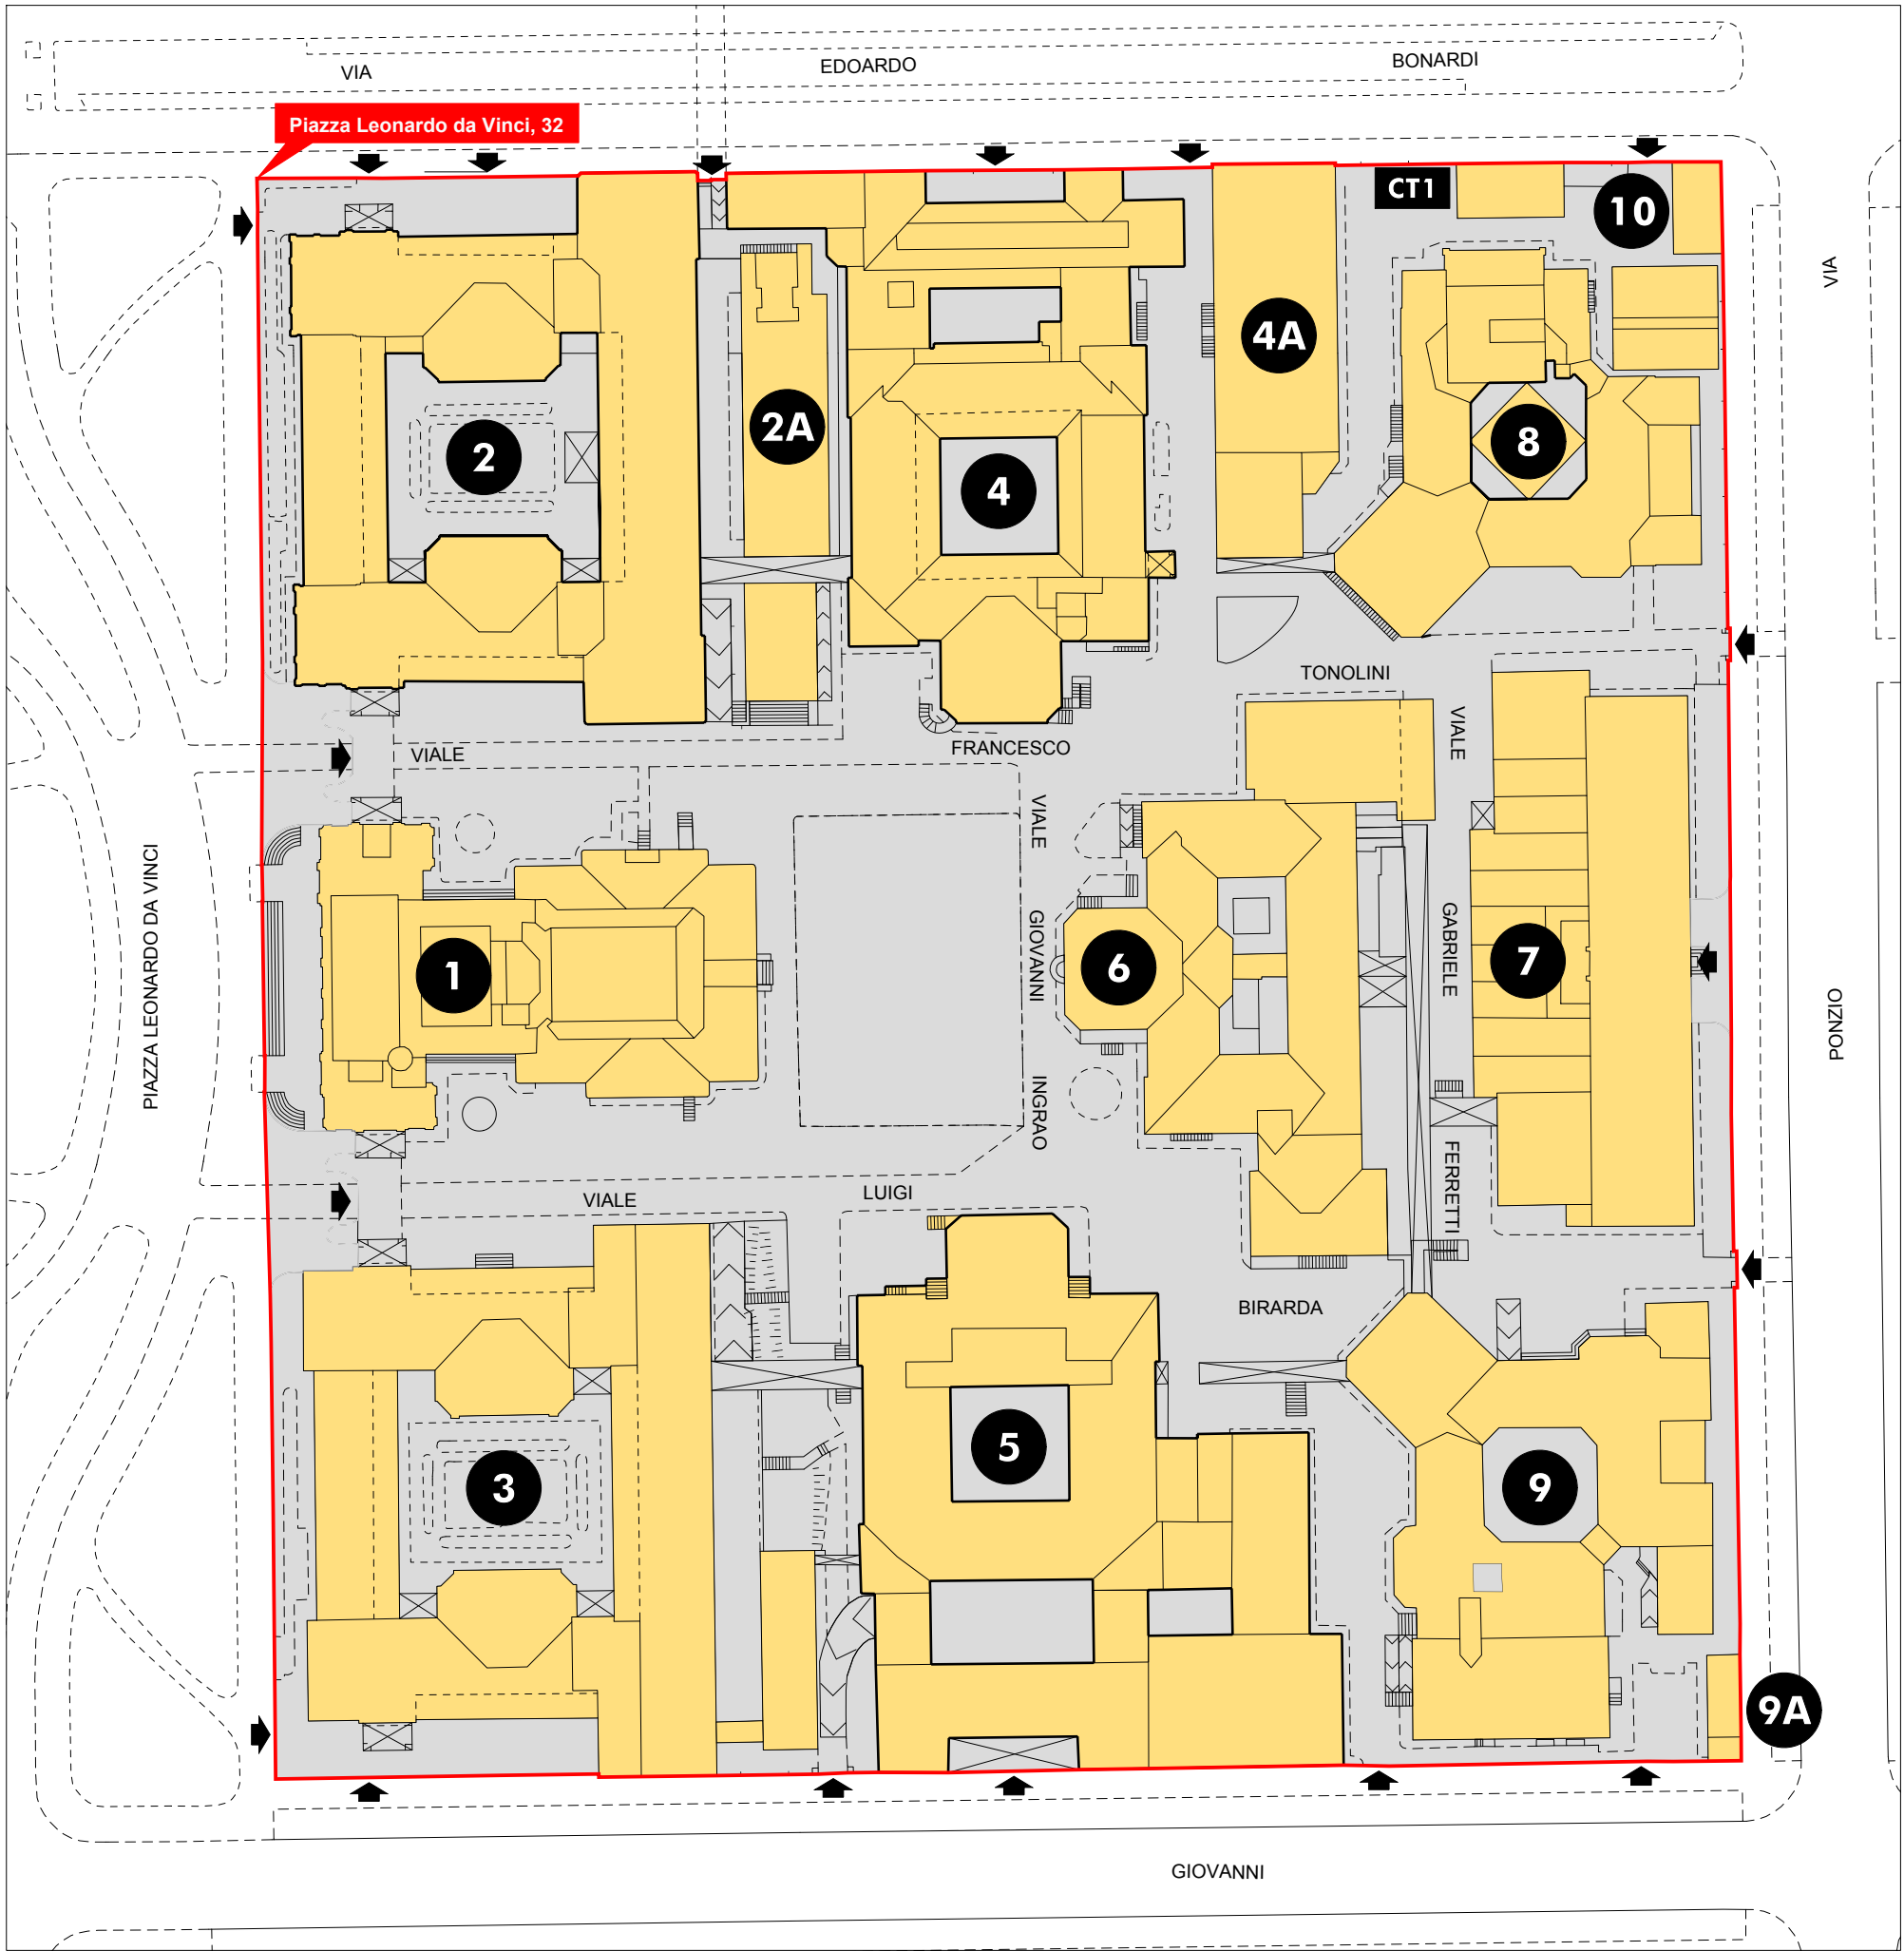 VIA EDOARDO BONARDI
Piazza Leonardo da Vinci, 32
CT1
10
VIA
4A
2A
8
2
4
TONOLINI
VIALE
FRANCESCO
VIALE
VIALE
PIAZZA LEONARDO DA VINCI
GABRIELE
GIOVANNI
7
6
1
PONZIO
INGRAO
FERRETTI
LUIGI
VIALE
BIRARDA
5
3
9
9A
GIOVANNI